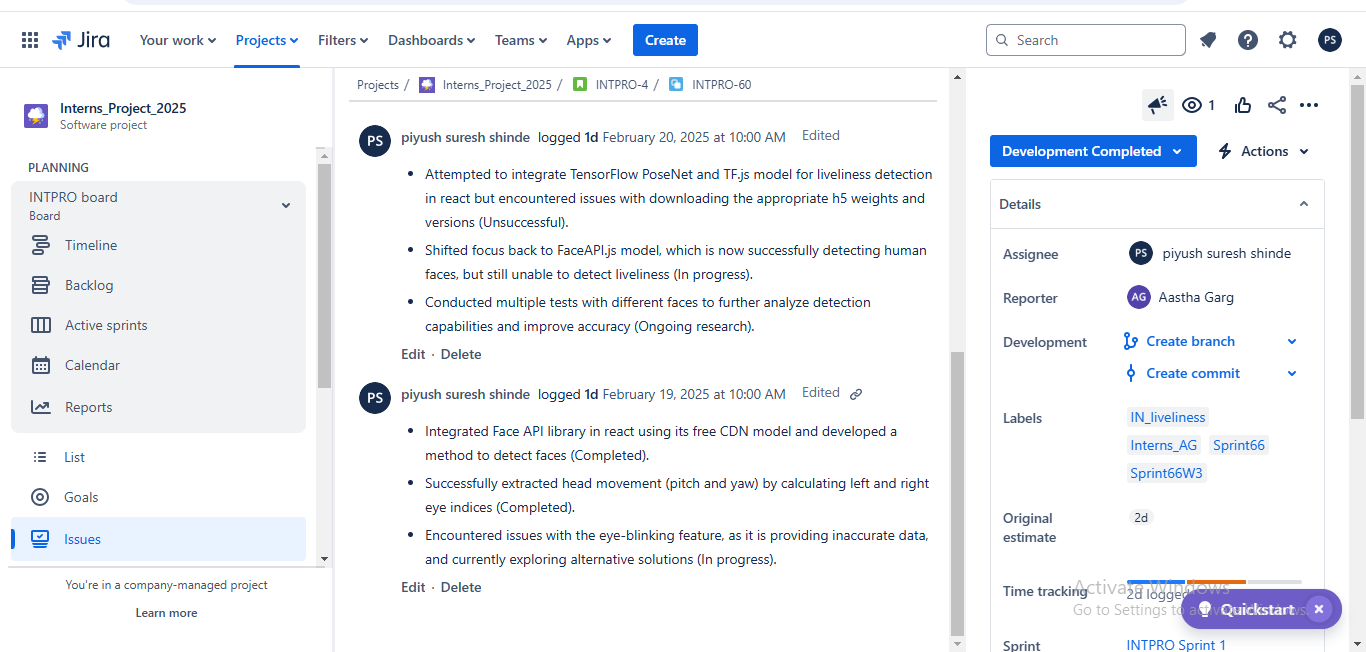 Jira
Your work
Projects
Filters
Dashboards
Teams
Apps
Create
Search
PS
Interns_Project_2025
Software project
PLANNING
INTPRO board
Board
Timeline
Backlog
Active sprints
Calendar
Reports
List
Goals
Issues
You're in a company-managed project
Learn more
Projects / Interns_Project_2025 / INTPRO-4 / INTPRO-60
PS
piyush suresh shinde logged 1d February 20, 2025 at 10:00 AM Edited
• Attempted to integrate TensorFlow PoseNet and TF.js model for liveliness detection
in react but encountered issues with downloading the appropriate h5 weights and
versions (Unsuccessful).
• Shifted focus back to FaceAPI.js model, which is now successfully detecting human
faces, but still unable to detect liveliness (In progress).
• Conducted multiple tests with different faces to further analyze detection
capabilities and improve accuracy (Ongoing research).
Edit · Delete
PS
piyush suresh shinde logged 1d February 19, 2025 at 10:00 AM Edited
• Integrated Face API library in react using its free CDN model and developed a
method to detect faces (Completed).
• Successfully extracted head movement (pitch and yaw) by calculating left and right
eye indices (Completed).
• Encountered issues with the eye-blinking feature, as it is providing inaccurate data,
and currently exploring alternative solutions (In progress).
Edit · Delete
1
Development Completed
Actions
Details
Assignee
PS piyush suresh shinde
Reporter
AG Aastha Garg
Development
Create branch
Create commit
Labels
IN_liveliness
Interns_AG Sprint66
Sprint66W3
Original
estimate
2d
Time tracking
2d logged
Activate Windows
Go to Settings to
Quickstart
Sprint
INTPRO Sprint 1